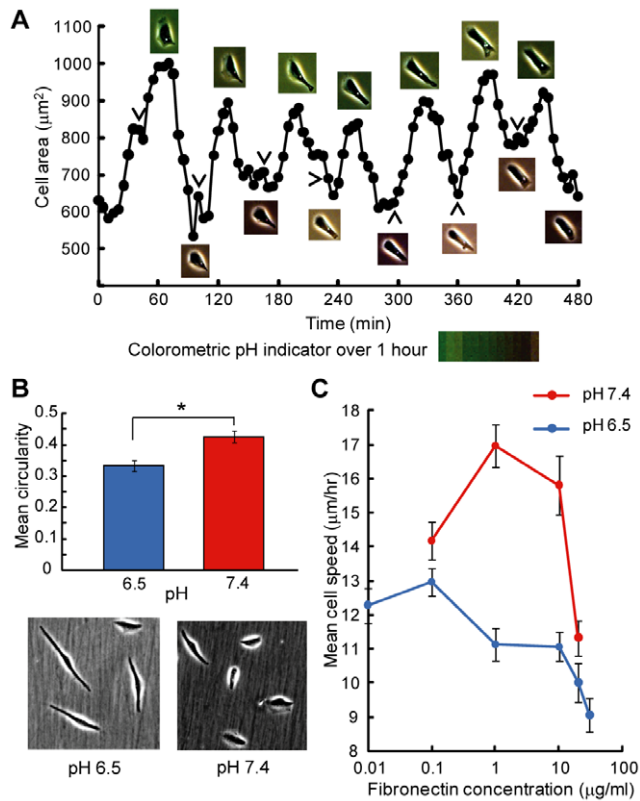 A
Cell area (μm²)
1100
1000
900
800
700
600
500
0 60 120 180 240 300 360 420 480
Time (min)
Colorometric pH indicator over 1 hour
B
Mean circularity
0.5
0.4
0.3
0.2
0.1
0
*
6.5 7.4
pH
pH 6.5 pH 7.4
C
pH 7.4
pH 6.5
Mean cell speed (μm/hr)
18
17
16
15
14
13
12
11
10
9
8
0.01 0.1 1 10 100
Fibronectin concentration (μg/ml)